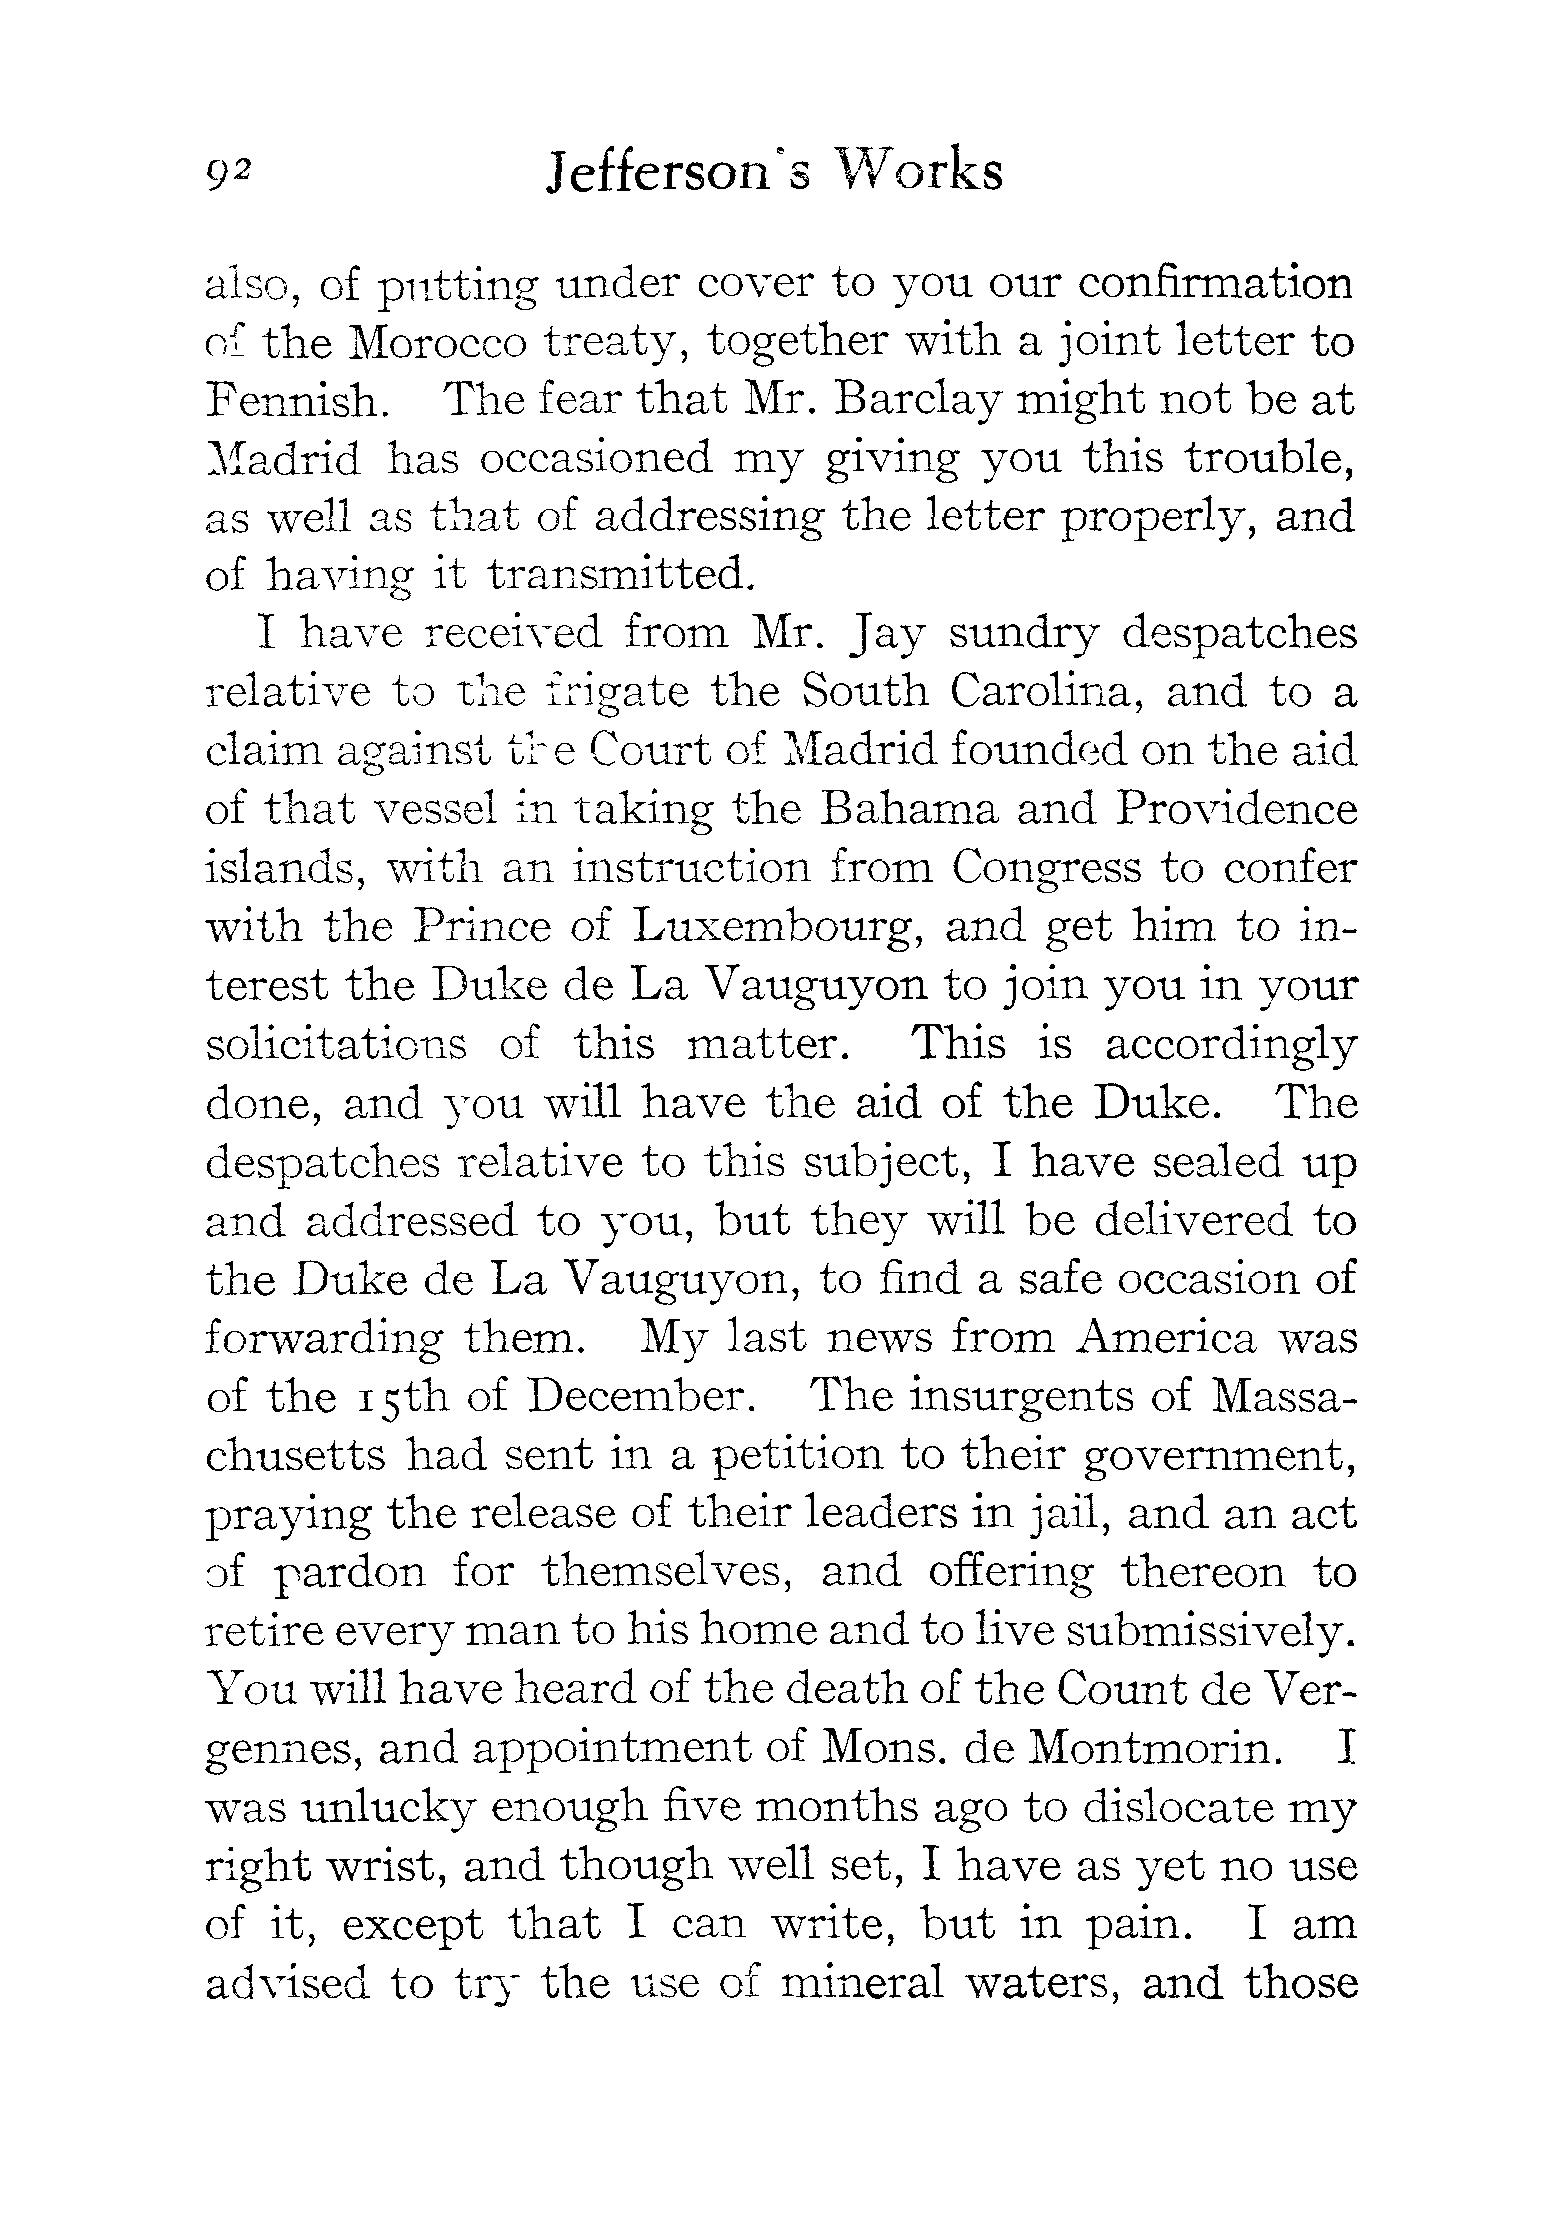 92 Jefferson's Works
also, of putting under cover to you our confirmation
of the Morocco treaty, together with a joint letter to
Fennish. The fear that Mr. Barclay might not be at
Madrid has occasioned my giving you this trouble,
as well as that of addressing the letter properly, and
of having it transmitted.
I have received from Mr. Jay sundry despatches
relative to the frigate the South Carolina, and to a
claim against the Court of Madrid founded on the aid
of that vessel in taking the Bahama and Providence
islands, with an instruction from Congress to confer
with the Prince of Luxembourg, and get him to in-
terest the Duke de La Vauguyon to join you in your
solicitations of this matter. This is accordingly
done, and you will have the aid of the Duke. The
despatches relative to this subject, I have sealed up
and addressed to you, but they will be delivered to
the Duke de La Vauguyon, to find a safe occasion of
forwarding them. My last news from America was
of the 15th of December. The insurgents of Massa-
chusetts had sent in a petition to their government,
praying the release of their leaders in jail, and an act
of pardon for themselves, and offering thereon to
retire every man to his home and to live submissively.
You will have heard of the death of the Count de Ver-
gennes, and appointment of Mons. de Montmorin. I
was unlucky enough five months ago to dislocate my
right wrist, and though well set, I have as yet no use
of it, except that I can write, but in pain. I am
advised to try the use of mineral waters, and those